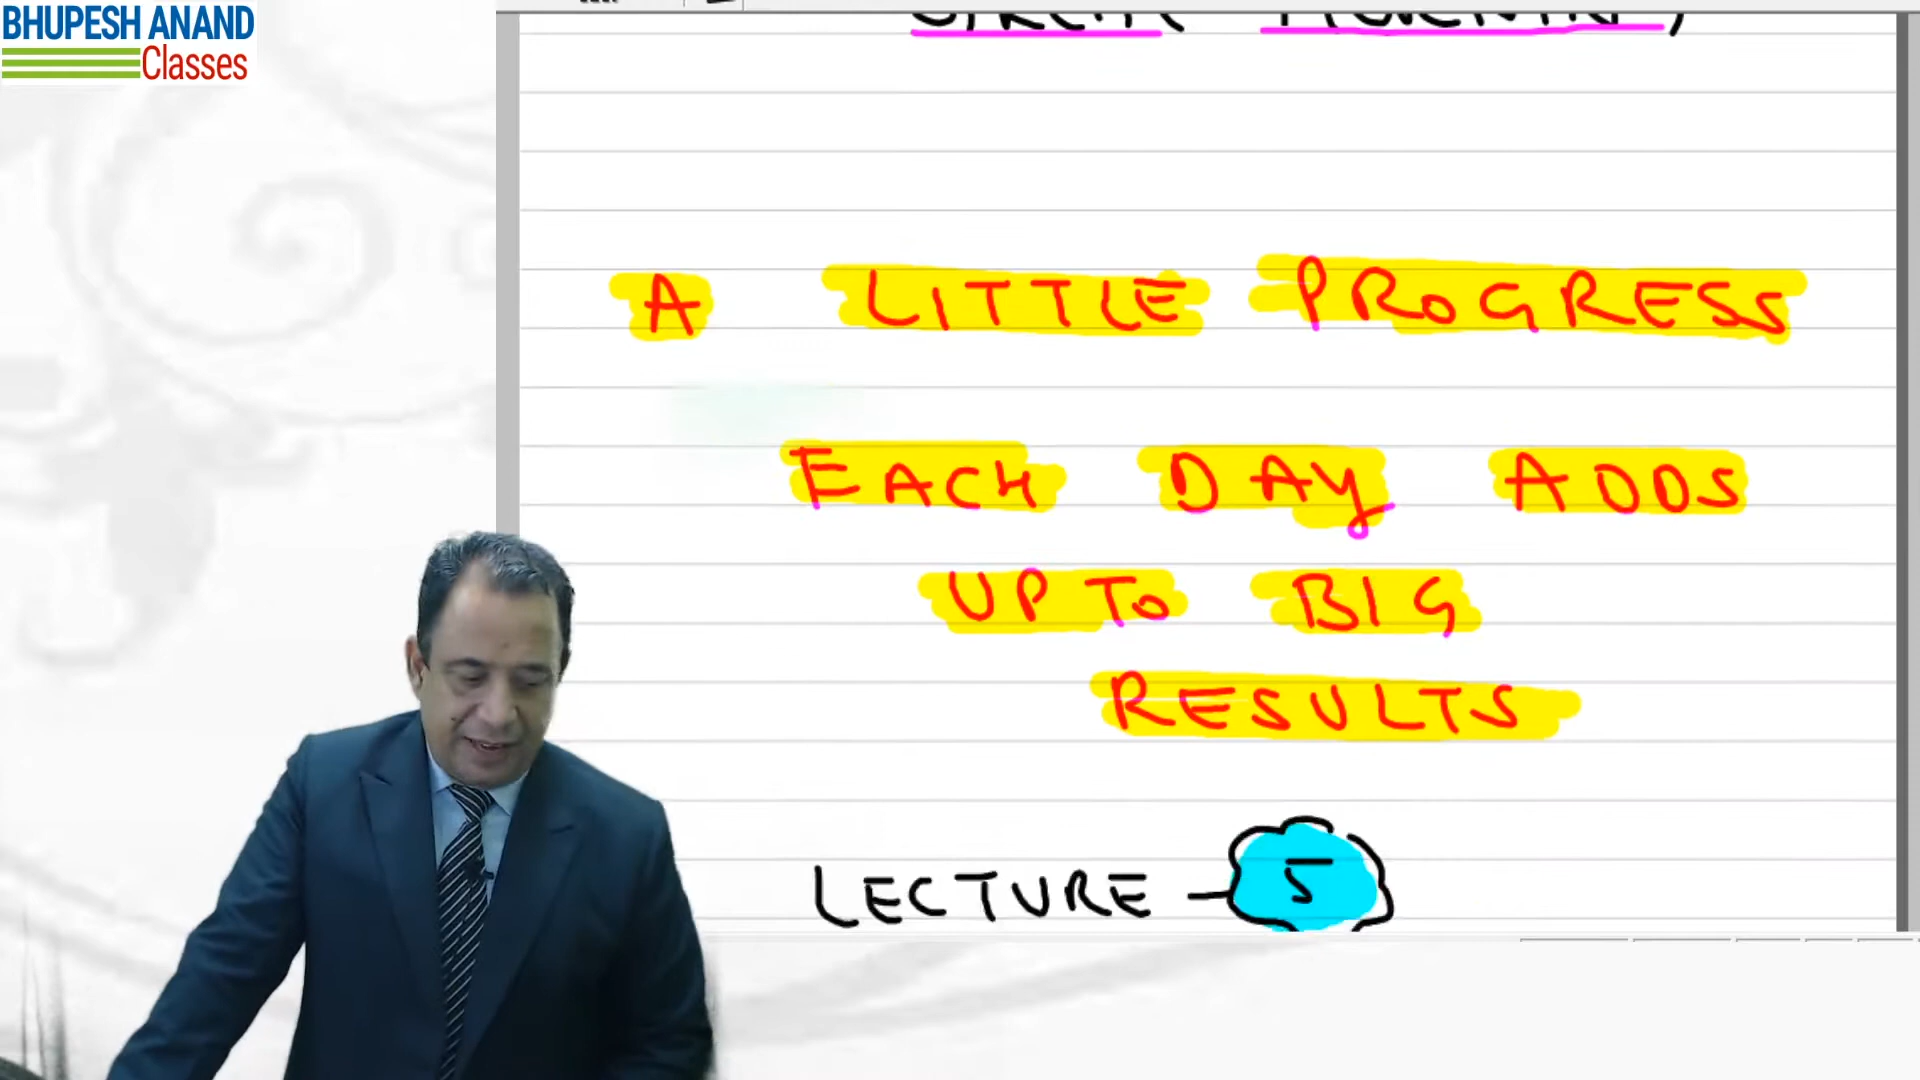 BHUPESH ANAND
Classes
A LITTLE PROGRESS
EACH DAY ADDS
UP TO BIG
RESULTS
LECTURE - 5